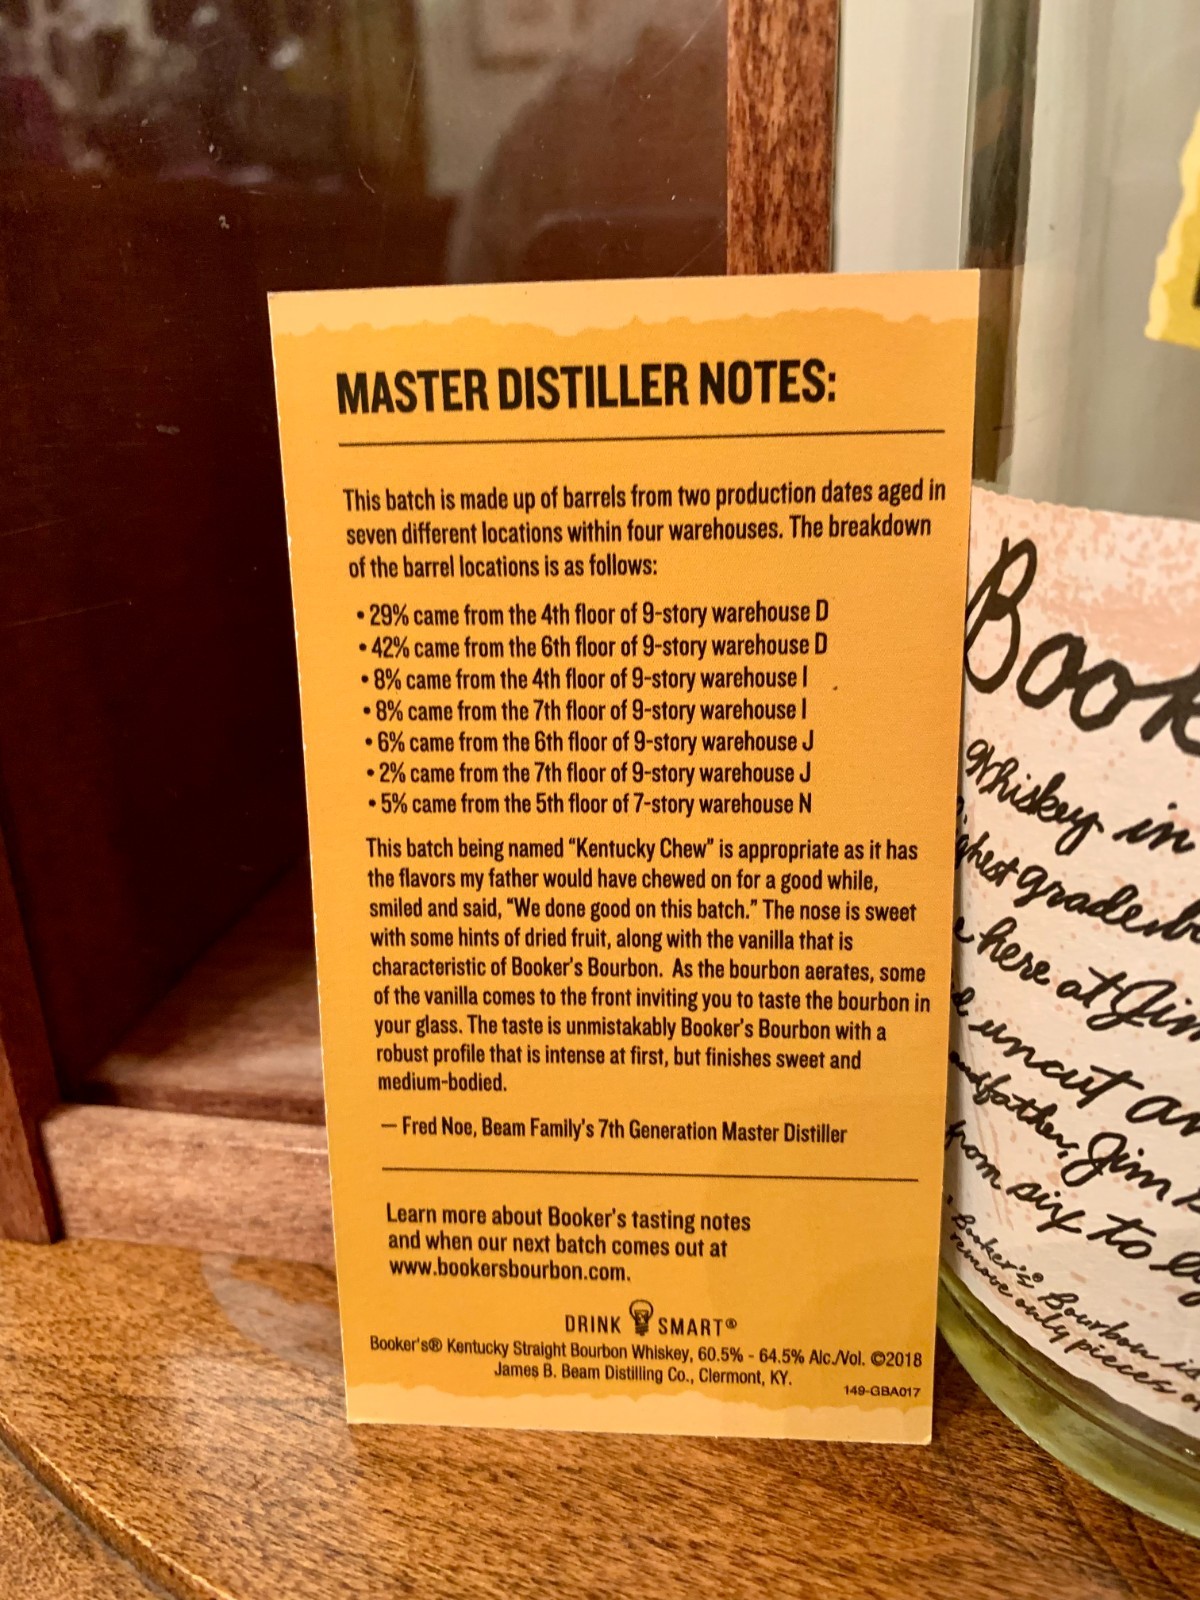 MASTER DISTILLER NOTES:
This batch is made up of barrels from two production dates aged in
seven different locations within four warehouses. The breakdown
of the barrel locations is as follows:
• 29% came from the 4th floor of 9-story warehouse D
• 42% came from the 6th floor of 9-story warehouse D
• 8% came from the 4th floor of 9-story warehouse I
• 8% came from the 7th floor of 9-story warehouse I
• 6% came from the 6th floor of 9-story warehouse J
• 2% came from the 7th floor of 9-story warehouse J
• 5% came from the 5th floor of 7-story warehouse N
This batch being named “Kentucky Chew” is appropriate as it has
the flavors my father would have chewed on for a good while,
smiled and said, “We done good on this batch.” The nose is sweet
with some hints of dried fruit, along with the vanilla that is
characteristic of Booker's Bourbon. As the bourbon aerates, some
of the vanilla comes to the front inviting you to taste the bourbon in
your glass. The taste is unmistakably Booker's Bourbon with a
robust profile that is intense at first, but finishes sweet and
medium-bodied.
— Fred Noe, Beam Family's 7th Generation Master Distiller
Learn more about Booker's tasting notes
and when our next batch comes out at
www.bookersbourbon.com.
DRINK SMART®
Booker's® Kentucky Straight Bourbon Whiskey, 60.5% - 64.5% Alc./Vol. ©2018
James B. Beam Distilling Co., Clermont, KY.
149-GBA017
Book
Whiskey in
grade
here at Jim
uncut an
Jim
from six to
Booker's® Bourbon is
remove only pieces